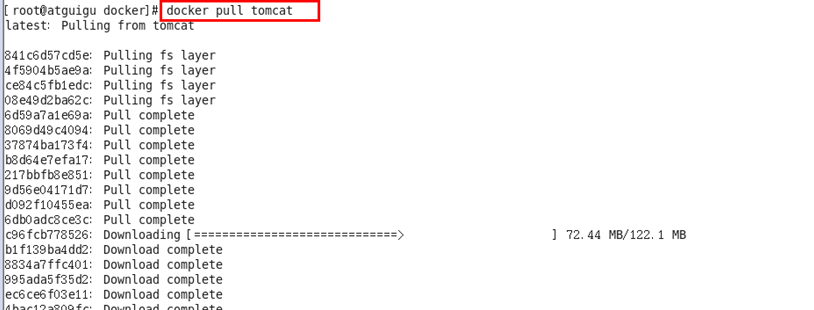 [root@atguigu docker]# docker pull tomcat
latest: Pulling from tomcat
841c6d57cd5e: Pulling fs layer
4f5904b5ae9a: Pulling fs layer
ce84c5fb1edc: Pulling fs layer
08e49d2ba62c: Pulling fs layer
6d59a7a1e69a: Pull complete
8069d49c4094: Pull complete
37874ba173f4: Pull complete
b8d64e7efa17: Pull complete
217bbfb8e851: Pull complete
9d56e04171d7: Pull complete
d092f10455ea: Pull complete
6db0adc8ce3c: Pull complete
c96fcb778526: Downloading [=============================> ] 72.44 MB/122.1 MB
b1f139ba4dd2: Download complete
8834a7ffc401: Download complete
995ada5f35d2: Download complete
ec6ce6f03e11: Download complete
4bac12a809fc: Download complete